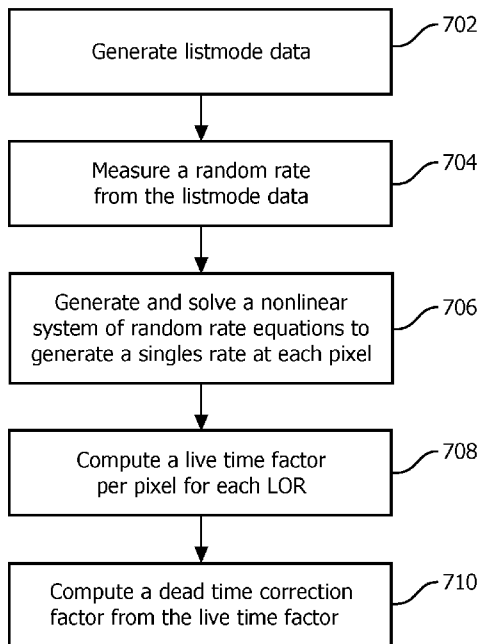 Generate listmode data
702
Measure a random rate
from the listmode data
704
Generate and solve a nonlinear
system of random rate equations to
generate a singles rate at each pixel
706
Compute a live time factor
per pixel for each LOR
708
Compute a dead time correction
factor from the live time factor
710